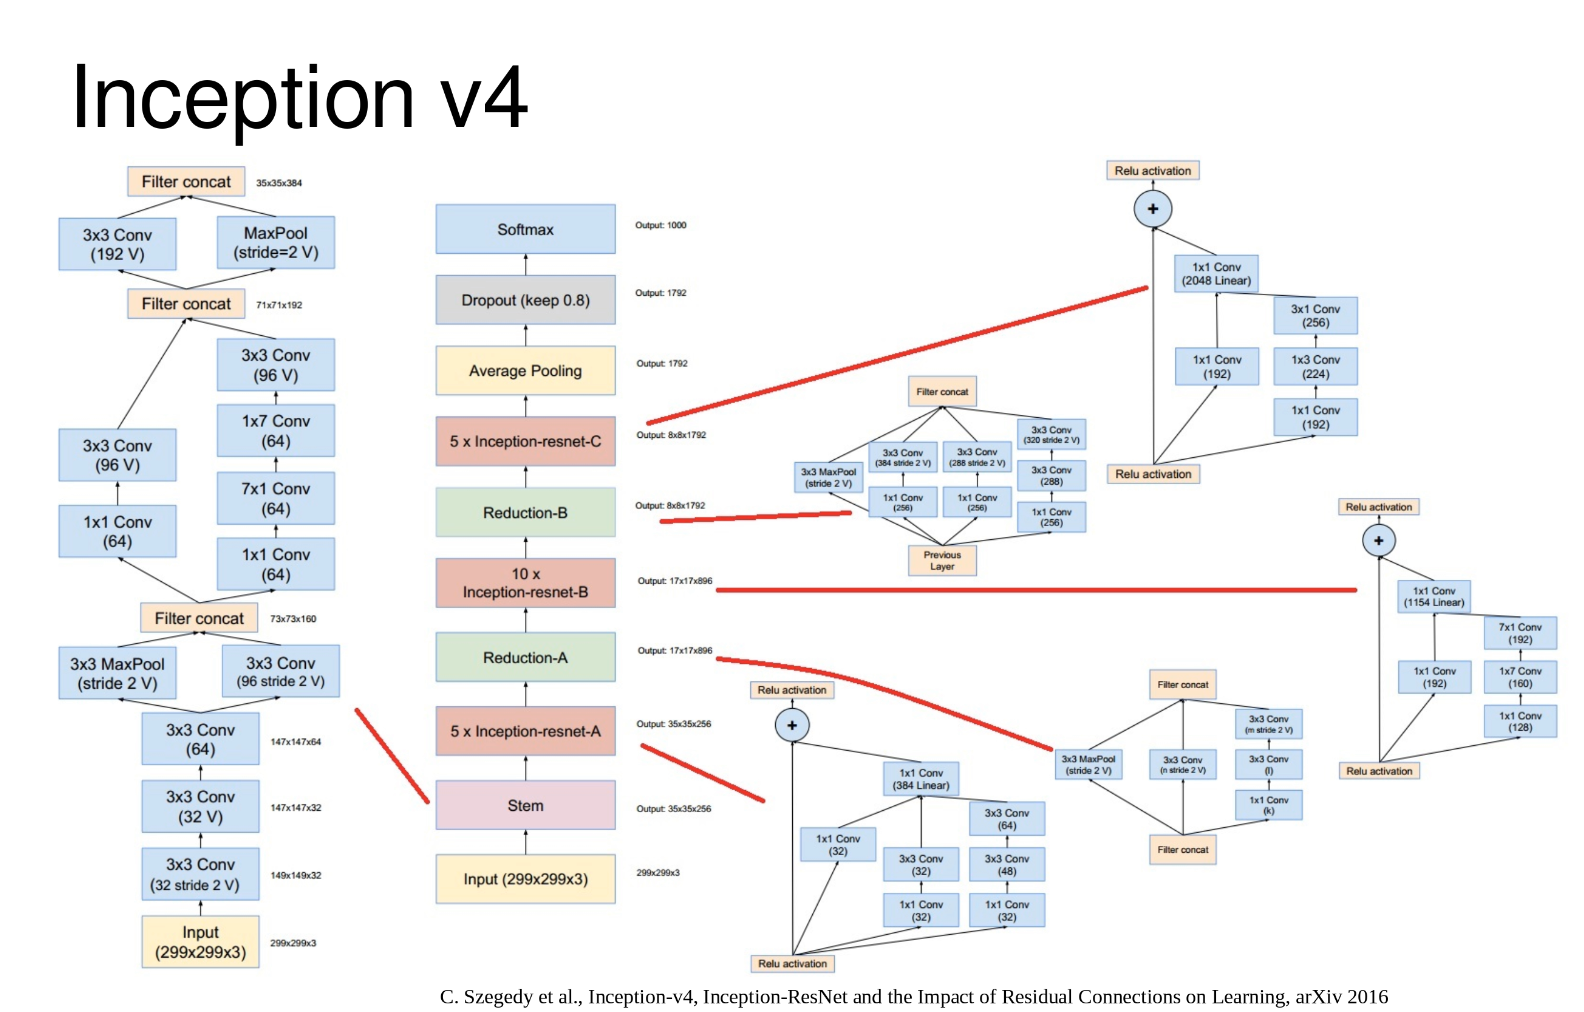 Inception v4
Filter concat
35x35x384
3x3 Conv
(192 V)
MaxPool
(stride=2 V)
Filter concat
71x71x192
3x3 Conv
(96 V)
1x7 Conv
(64)
3x3 Conv
(96 V)
7x1 Conv
(64)
1x1 Conv
(64)
1x1 Conv
(64)
Filter concat
73x73x160
3x3 MaxPool
(stride 2 V)
3x3 Conv
(96 stride 2 V)
3x3 Conv
(64)
147x147x64
3x3 Conv
(32 V)
147x147x32
3x3 Conv
(32 stride 2 V)
149x149x32
Input
(299x299x3)
299x299x3
Softmax
Output: 1000
Dropout (keep 0.8)
Output: 1792
Average Pooling
Output: 1792
5 x Inception-resnet-C
Output: 8x8x1792
Reduction-B
Output: 8x8x1792
10 x
Inception-resnet-B
Output: 17x17x896
Reduction-A
Output: 17x17x896
5 x Inception-resnet-A
Output: 35x35x256
Stem
Output: 35x35x256
Input (299x299x3)
299x299x3
Relu activation
+
1x1 Conv
(2048 Linear)
3x1 Conv
(256)
1x1 Conv
(192)
1x3 Conv
(224)
1x1 Conv
(192)
Relu activation
Filter concat
3x3 Conv
(320 stride 2 V)
3x3 MaxPool
(stride 2 V)
3x3 Conv
(384 stride 2 V)
3x3 Conv
(288 stride 2 V)
3x3 Conv
(288)
1x1 Conv
(256)
1x1 Conv
(256)
1x1 Conv
(256)
Previous
Layer
Relu activation
+
1x1 Conv
(1154 Linear)
7x1 Conv
(192)
1x1 Conv
(192)
1x7 Conv
(160)
1x1 Conv
(128)
Relu activation
Filter concat
3x3 Conv
(m stride 2 V)
3x3 MaxPool
(stride 2 V)
3x3 Conv
(n stride 2 V)
3x3 Conv
(l)
1x1 Conv
(k)
Filter concat
Relu activation
+
1x1 Conv
(384 Linear)
3x3 Conv
(64)
1x1 Conv
(32)
3x3 Conv
(32)
3x3 Conv
(48)
1x1 Conv
(32)
1x1 Conv
(32)
Relu activation
C. Szegedy et al., Inception-v4, Inception-ResNet and the Impact of Residual Connections on Learning, arXiv 2016